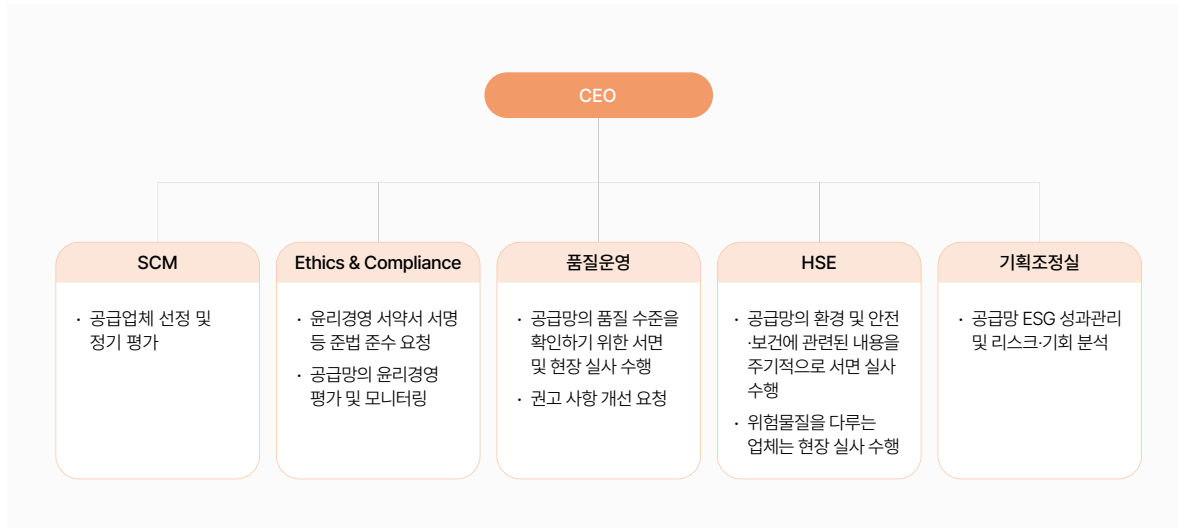 CEO
SCM
· 공급업체 선정 및
정기 평가
Ethics & Compliance
· 윤리경영 서약서 서명
등 준법 준수 요청
· 공급망의 윤리경영
평가 및 모니터링
품질운영
· 공급망의 품질 수준을
확인하기 위한 서면
및 현장 실사 수행
· 권고 사항 개선 요청
HSE
· 공급망의 환경 및 안전
·보건에 관련된 내용을
주기적으로 서면 실사
수행
· 위험물질을 다루는
업체는 현장 실사 수행
기획조정실
· 공급망 ESG 성과관리
및 리스크·기회 분석